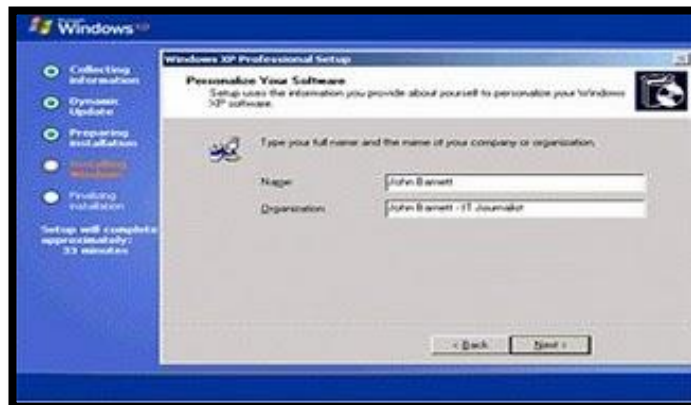 Windows xp
Collecting
information
Dynamic
Update
Preparing
installation
Installing
Windows
Finalizing
installation
Setup will complete
approximately:
33 minutes
Windows XP Professional Setup
Personalize Your Software
Setup uses the information you provide about yourself to personalize your Windows
XP software.
Type your full name and the name of your company or organization.
Name:
John Barnett
Organization:
John Barnett - IT Journalist
< Back
Next >